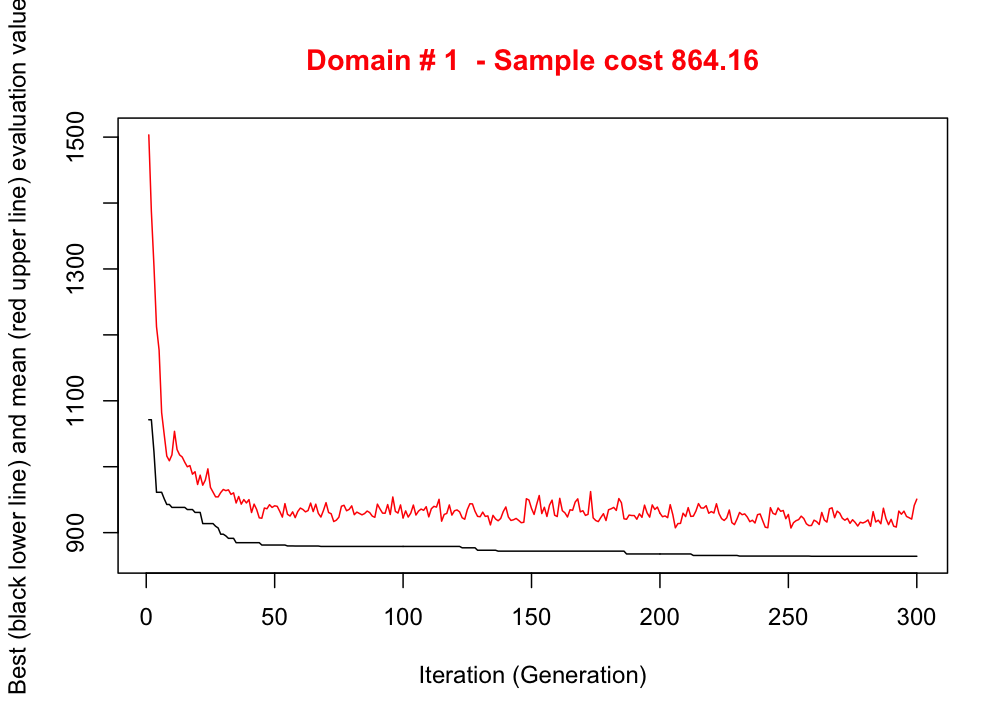 Domain # 1  - Sample cost 864.16
Best (black lower line) and mean (red upper line) evaluation value
1500
1300
1100
900
0 50 100 150 200 250 300
Iteration (Generation)